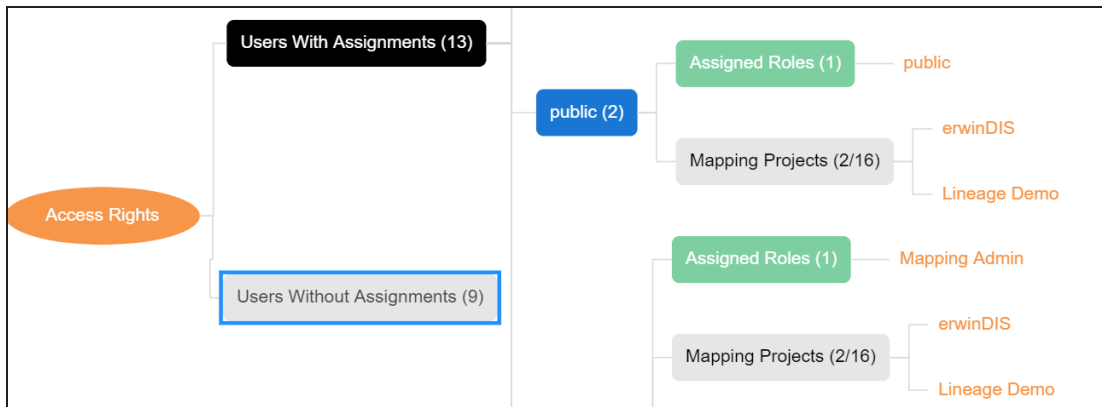 Access Rights
Users With Assignments (13)
Users Without Assignments (9)
public (2)
Assigned Roles (1)
public
Mapping Projects (2/16)
erwinDIS
Lineage Demo
Assigned Roles (1)
Mapping Admin
Mapping Projects (2/16)
erwinDIS
Lineage Demo